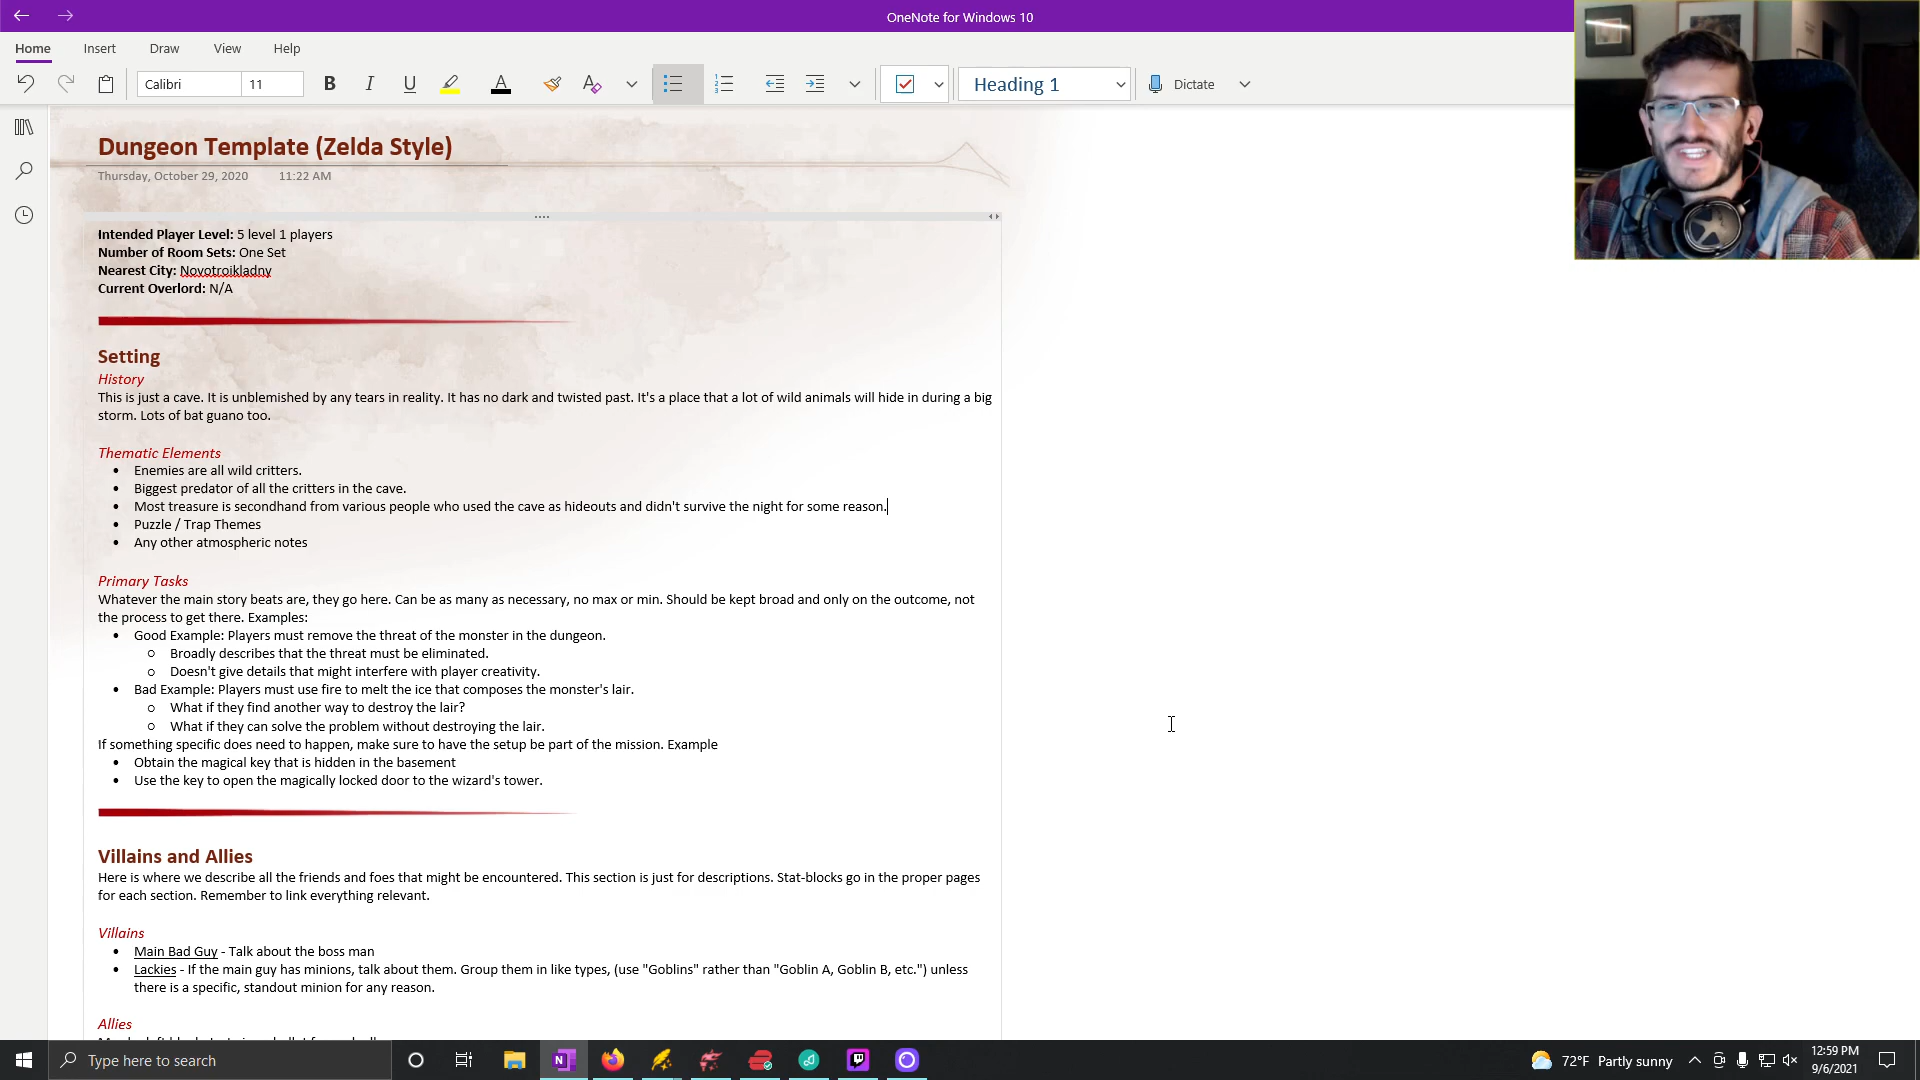 OneNote for Windows 10
Home Insert Draw View Help
Calibri 11 B I U A A Heading 1 Dictate
Dungeon Template (Zelda Style)
Thursday, October 29, 2020 11:22 AM
Intended Player Level: 5 level 1 players
Number of Room Sets: One Set
Nearest City: Novotroikladny
Current Overlord: N/A
Setting
History
This is just a cave. It is unblemished by any tears in reality. It has no dark and twisted past. It's a place that a lot of wild animals will hide in during a big
storm. Lots of bat guano too.
Thematic Elements
• Enemies are all wild critters.
• Biggest predator of all the critters in the cave.
• Most treasure is secondhand from various people who used the cave as hideouts and didn't survive the night for some reason.
• Puzzle / Trap Themes
• Any other atmospheric notes
Primary Tasks
Whatever the main story beats are, they go here. Can be as many as necessary, no max or min. Should be kept broad and only on the outcome, not
the process to get there. Examples:
• Good Example: Players must remove the threat of the monster in the dungeon.
o Broadly describes that the threat must be eliminated.
o Doesn't give details that might interfere with player creativity.
• Bad Example: Players must use fire to melt the ice that composes the monster's lair.
o What if they find another way to destroy the lair?
o What if they can solve the problem without destroying the lair.
If something specific does need to happen, make sure to have the setup be part of the mission. Example
• Obtain the magical key that is hidden in the basement
• Use the key to open the magically locked door to the wizard's tower.
Villains and Allies
Here is where we describe all the friends and foes that might be encountered. This section is just for descriptions. Stat-blocks go in the proper pages
for each section. Remember to link everything relevant.
Villains
• Main Bad Guy - Talk about the boss man
• Lackies - If the main guy has minions, talk about them. Group them in like types, (use "Goblins" rather than "Goblin A, Goblin B, etc.") unless
there is a specific, standout minion for any reason.
Allies
Type here to search
72°F Partly sunny
12:59 PM
9/6/2021